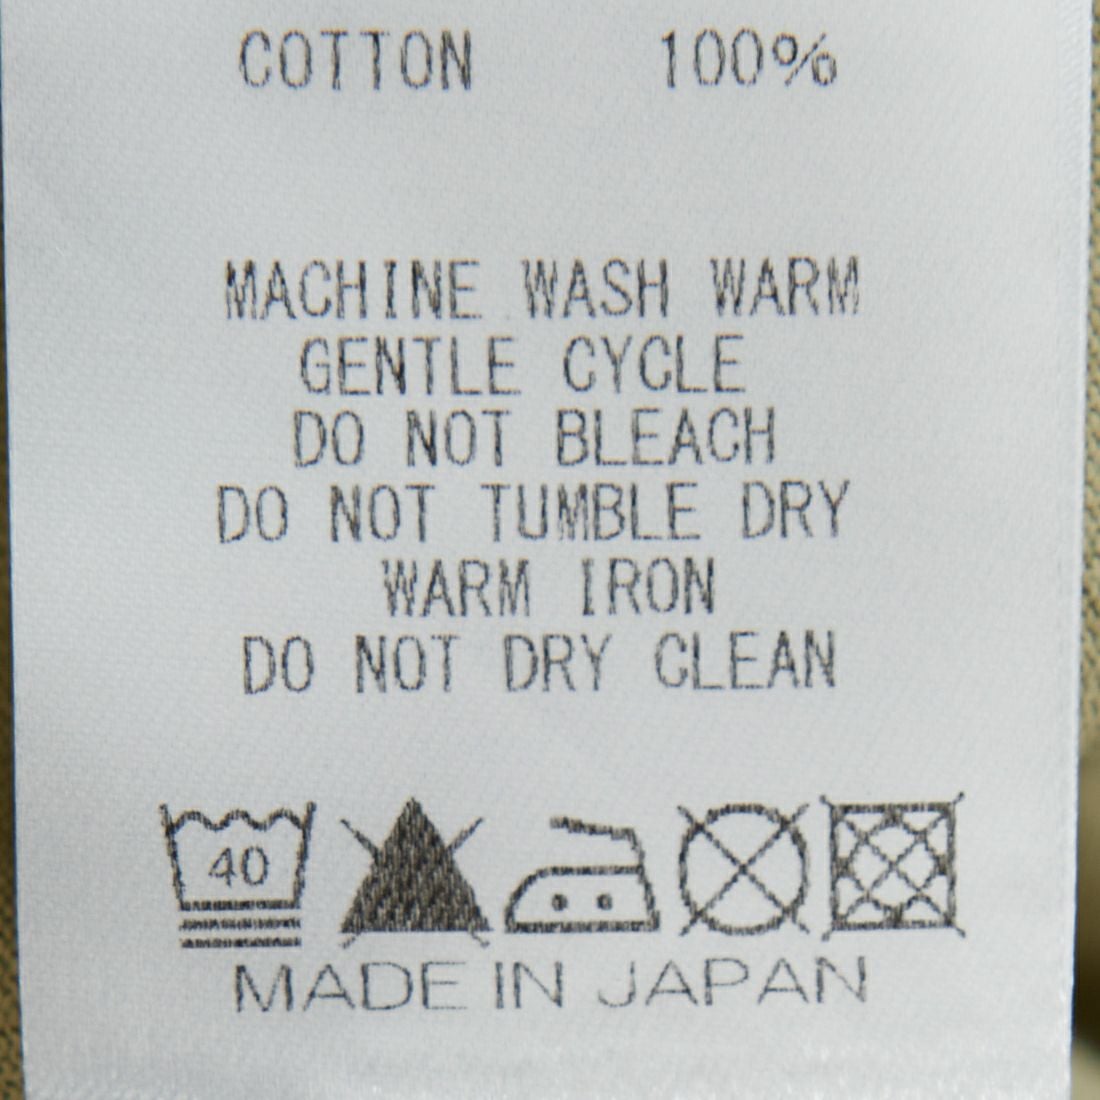 COTTON 100%
MACHINE WASH WARM
GENTLE CYCLE
DO NOT BLEACH
DO NOT TUMBLE DRY
WARM IRON
DO NOT DRY CLEAN
40
MADE IN JAPAN